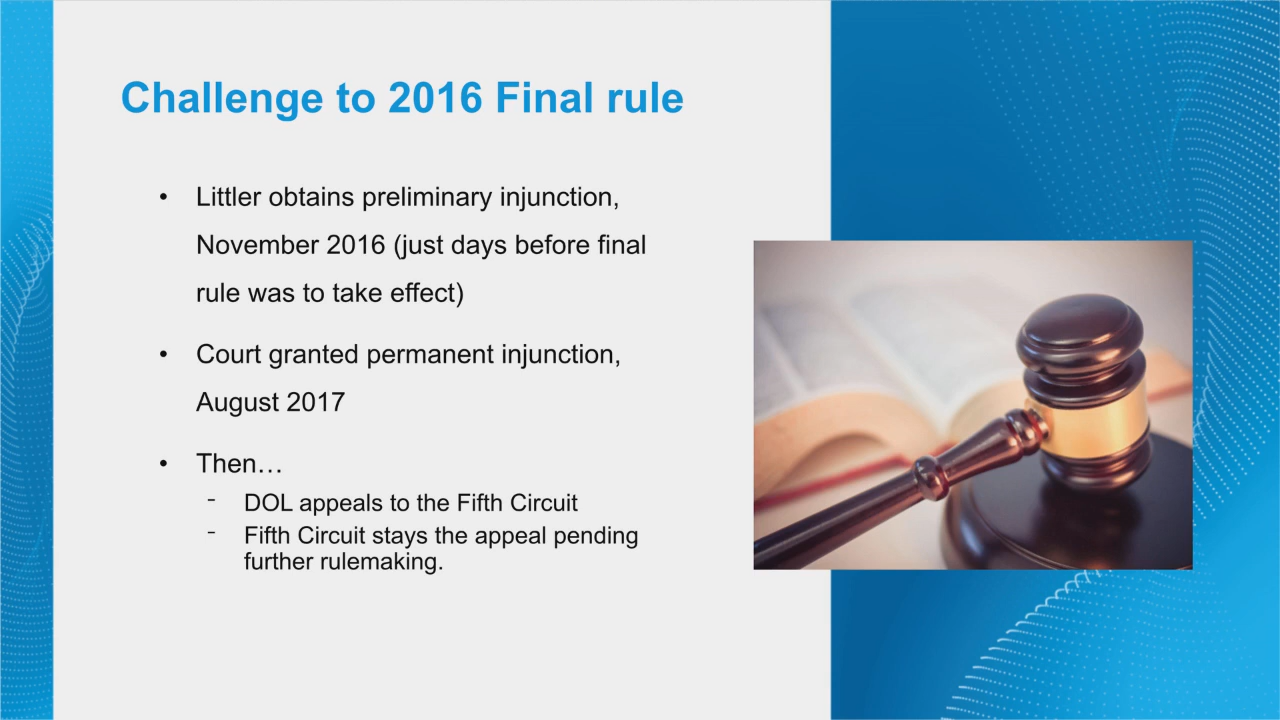 Challenge to 2016 Final rule
• Littler obtains preliminary injunction,
November 2016 (just days before final
rule was to take effect)
• Court granted permanent injunction,
August 2017
• Then…
- DOL appeals to the Fifth Circuit
- Fifth Circuit stays the appeal pending
further rulemaking.